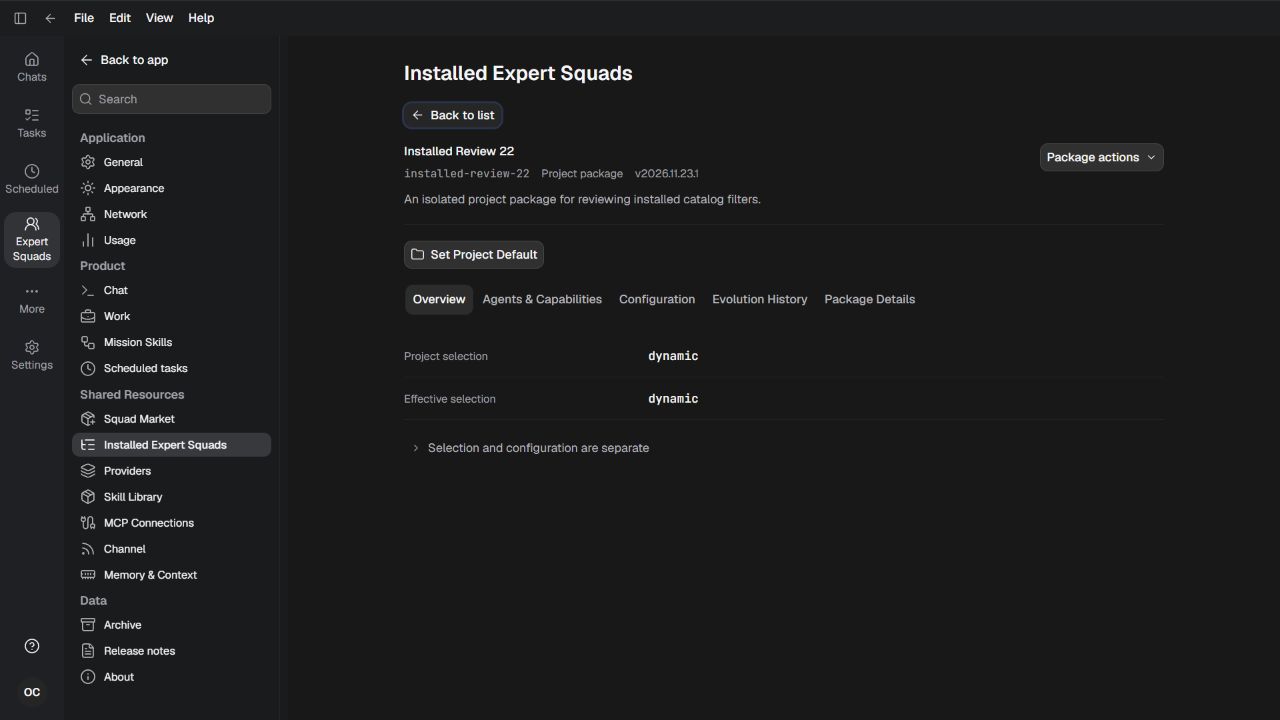 File Edit View Help
Chats
Tasks
Scheduled
Expert
Squads
More
Settings
OC
Back to app
Search
Application
General
Appearance
Network
Usage
Product
Chat
Work
Mission Skills
Scheduled tasks
Shared Resources
Squad Market
Installed Expert Squads
Providers
Skill Library
MCP Connections
Channel
Memory & Context
Data
Archive
Release notes
About
Installed Expert Squads
Back to list
Installed Review 22
installed-review-22 Project package v2026.11.23.1
An isolated project package for reviewing installed catalog filters.
Package actions
Set Project Default
Overview Agents & Capabilities Configuration Evolution History Package Details
Project selection dynamic
Effective selection dynamic
Selection and configuration are separate